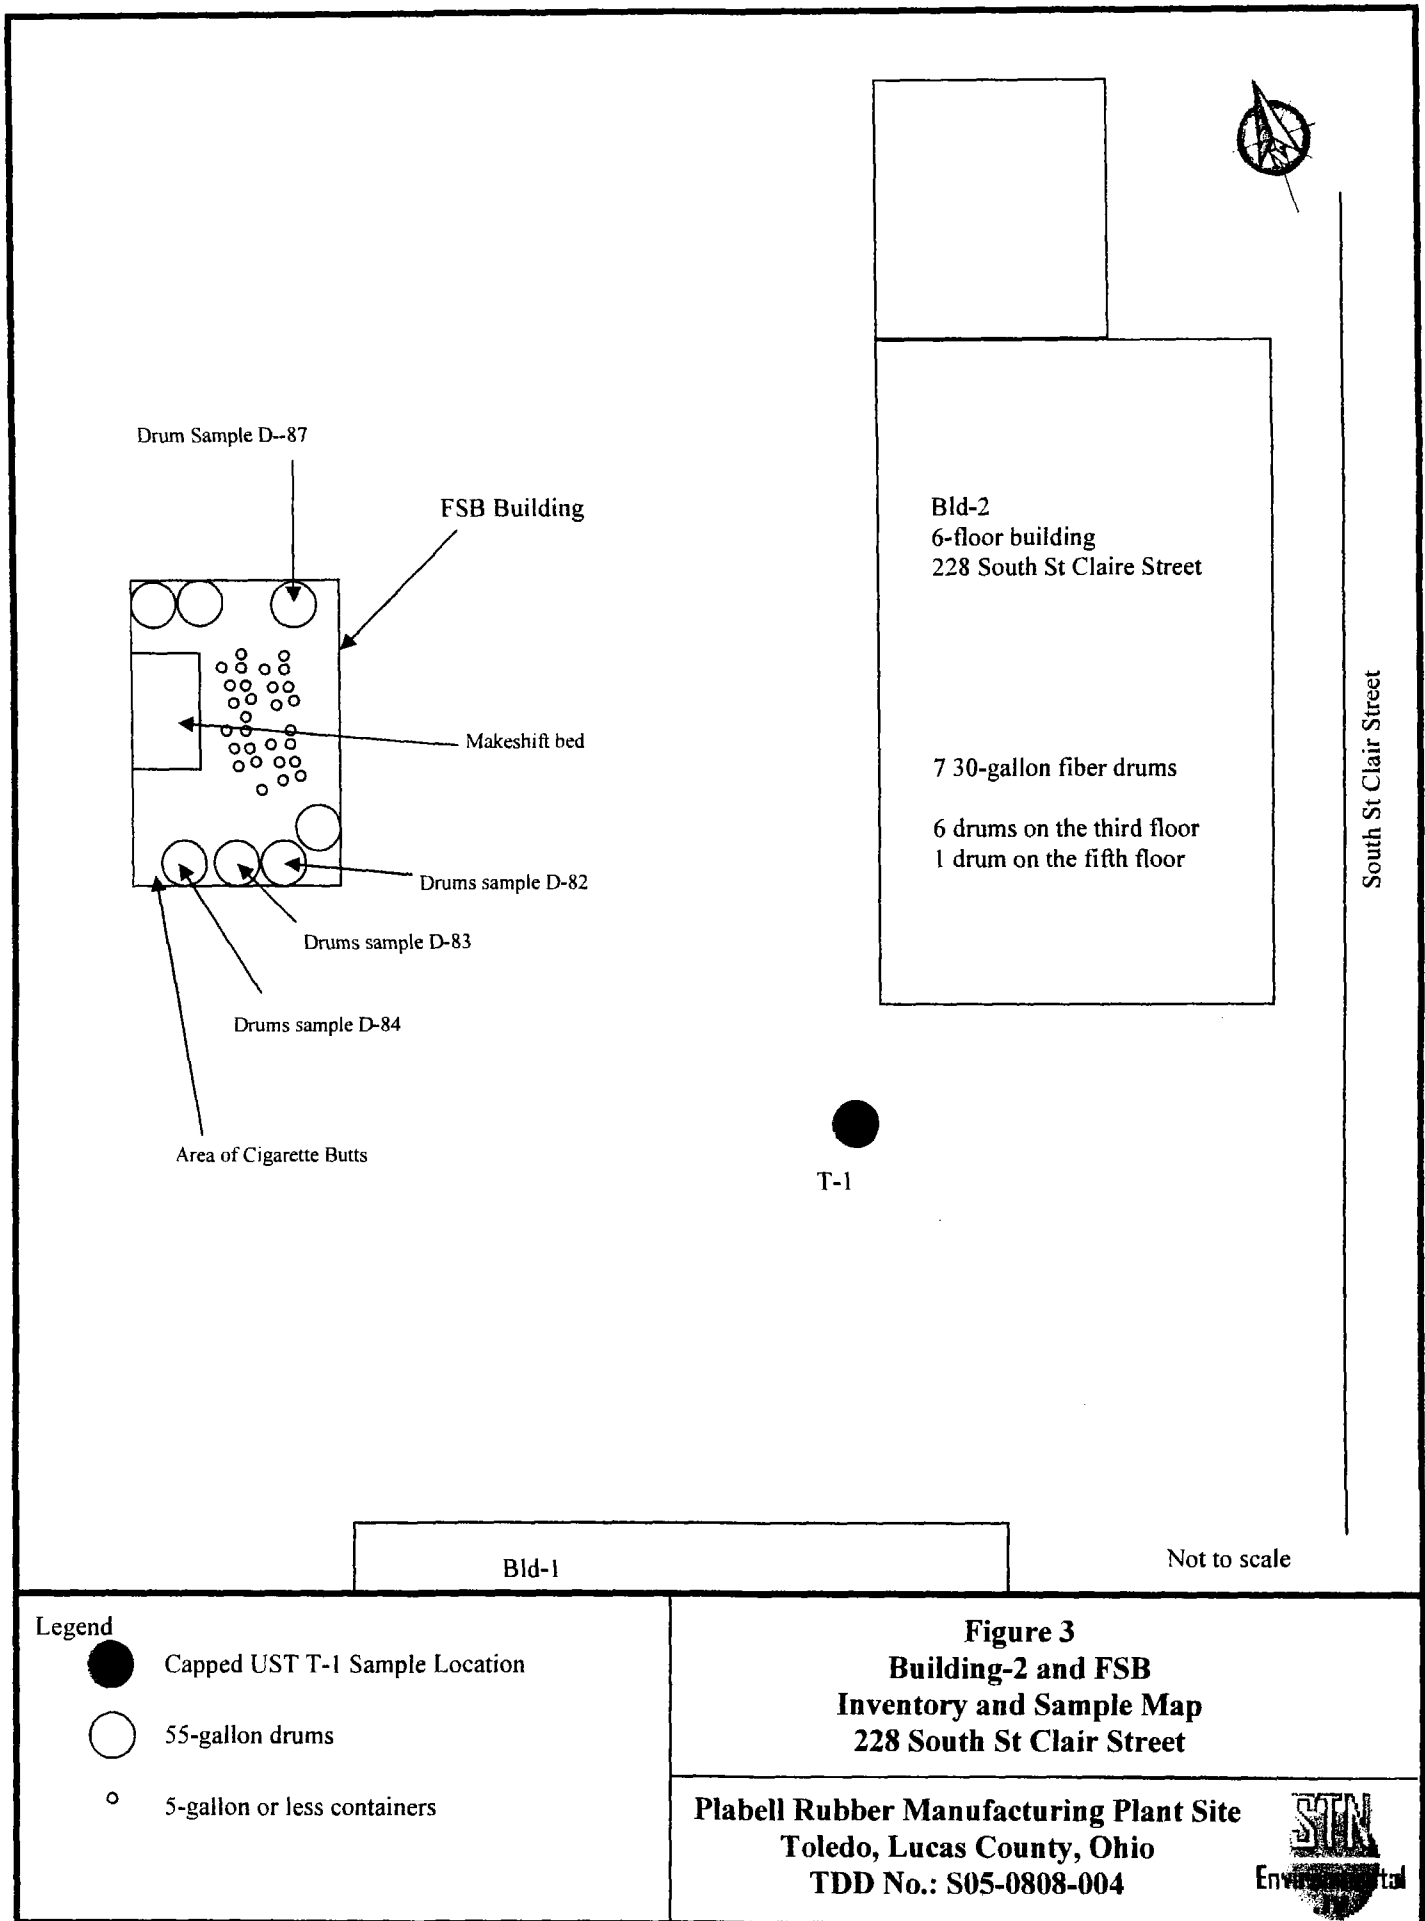 Drum Sample D--87
FSB Building
Bld-2
6-floor building
228 South St Claire Street
Makeshift bed
7 30-gallon fiber drums
6 drums on the third floor
1 drum on the fifth floor
South St Clair Street
Drums sample D-82
Drums sample D-83
Drums sample D-84
Area of Cigarette Butts
T-1
Bld-1
Not to scale
Legend
Capped UST T-1 Sample Location
55-gallon drums
5-gallon or less containers
Figure 3
Building-2 and FSB
Inventory and Sample Map
228 South St Clair Street
Plabell Rubber Manufacturing Plant Site
Toledo, Lucas County, Ohio
TDD No.: S05-0808-004
STN